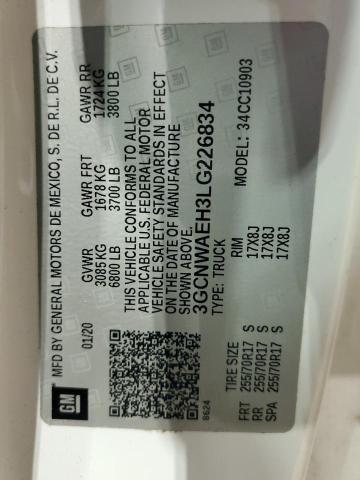 MFD BY GENERAL MOTORS DE MEXICO, S. DE R.L. DE C.V.
01/20
GVWR GAWR FRT GAWR RR
3085 KG 1678 KG 1724 KG
6800 LB 3700 LB 3800 LB
THIS VEHICLE CONFORMS TO ALL
APPLICABLE U.S. FEDERAL MOTOR
VEHICLE SAFETY STANDARDS IN EFFECT
ON THE DATE OF MANUFACTURE
SHOWN ABOVE.
3GCNWAEH3LG226834
TYPE: TRUCK MODEL: 34CC10903
8624
GM
TIRE SIZE RIM
FRT 255/70R17 S 17X8J
RR 255/70R17 S 17X8J
SPA 255/70R17 S 17X8J